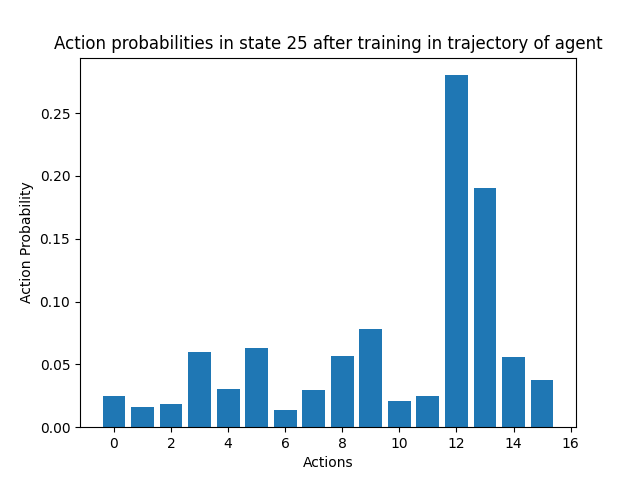 Action probabilities in state 25 after training in trajectory of agent
0.25
0.20
0.15
0.10
0.05
0.00
Action Probability
0 2 4 6 8 10 12 14 16
Actions